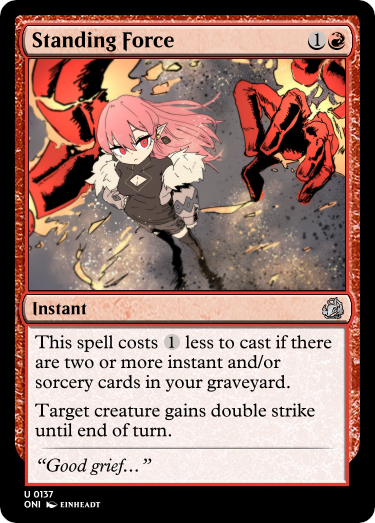 Standing Force 1
Instant
This spell costs 1 less to cast if there
are two or more instant and/or
sorcery cards in your graveyard.
Target creature gains double strike
until end of turn.
“Good grief…”
U 0137
ONI EINHEADT